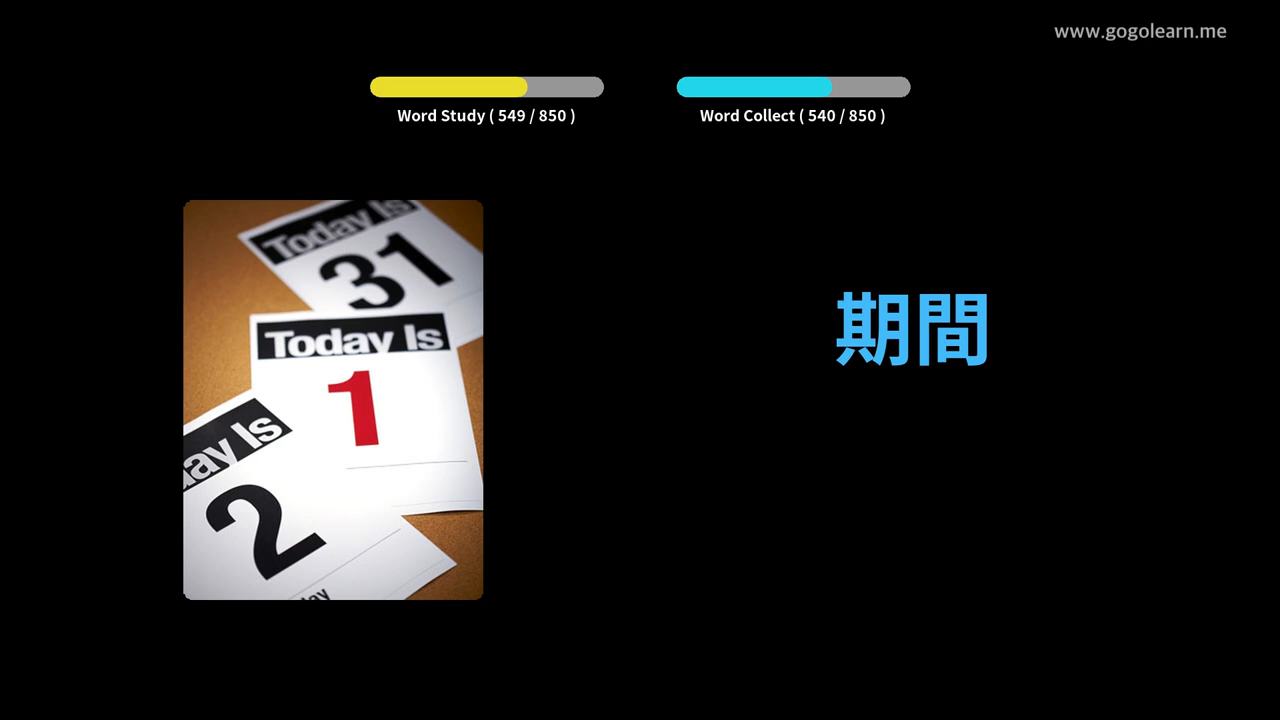 www.gogolearn.me
Word Study ( 549 / 850 )
Word Collect ( 540 / 850 )
Today Is
31
Today Is
1
day Is
2
期間